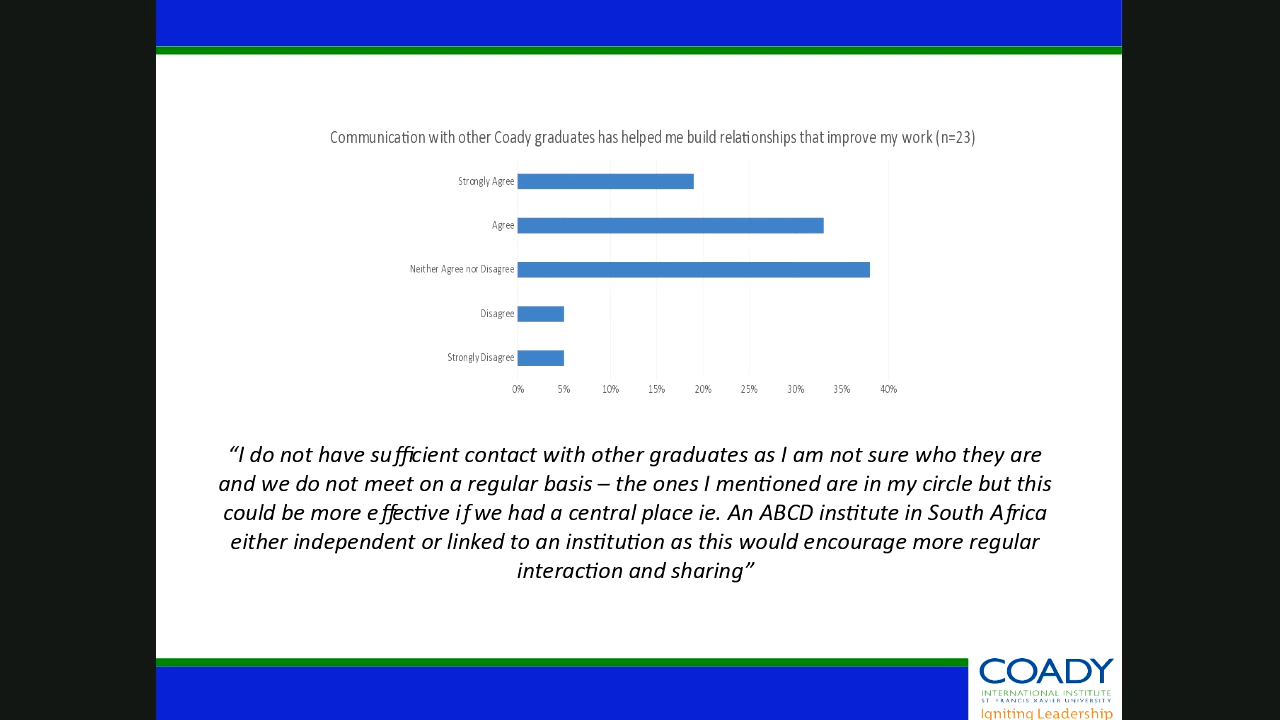 Communication with other Coady graduates has helped me build relationships that improve my work (n=23)
Strongly Agree
Agree
Neither Agree nor Disagree
Disagree
Strongly Disagree
0% 5% 10% 15% 20% 25% 30% 35% 40%
“I do not have sufficient contact with other graduates as I am not sure who they are
and we do not meet on a regular basis – the ones I mentioned are in my circle but this
could be more effective if we had a central place ie. An ABCD institute in South Africa
either independent or linked to an institution as this would encourage more regular
interaction and sharing”
COADY
INTERNATIONAL INSTITUTE
ST. FRANCIS XAVIER UNIVERSITY
Igniting Leadership